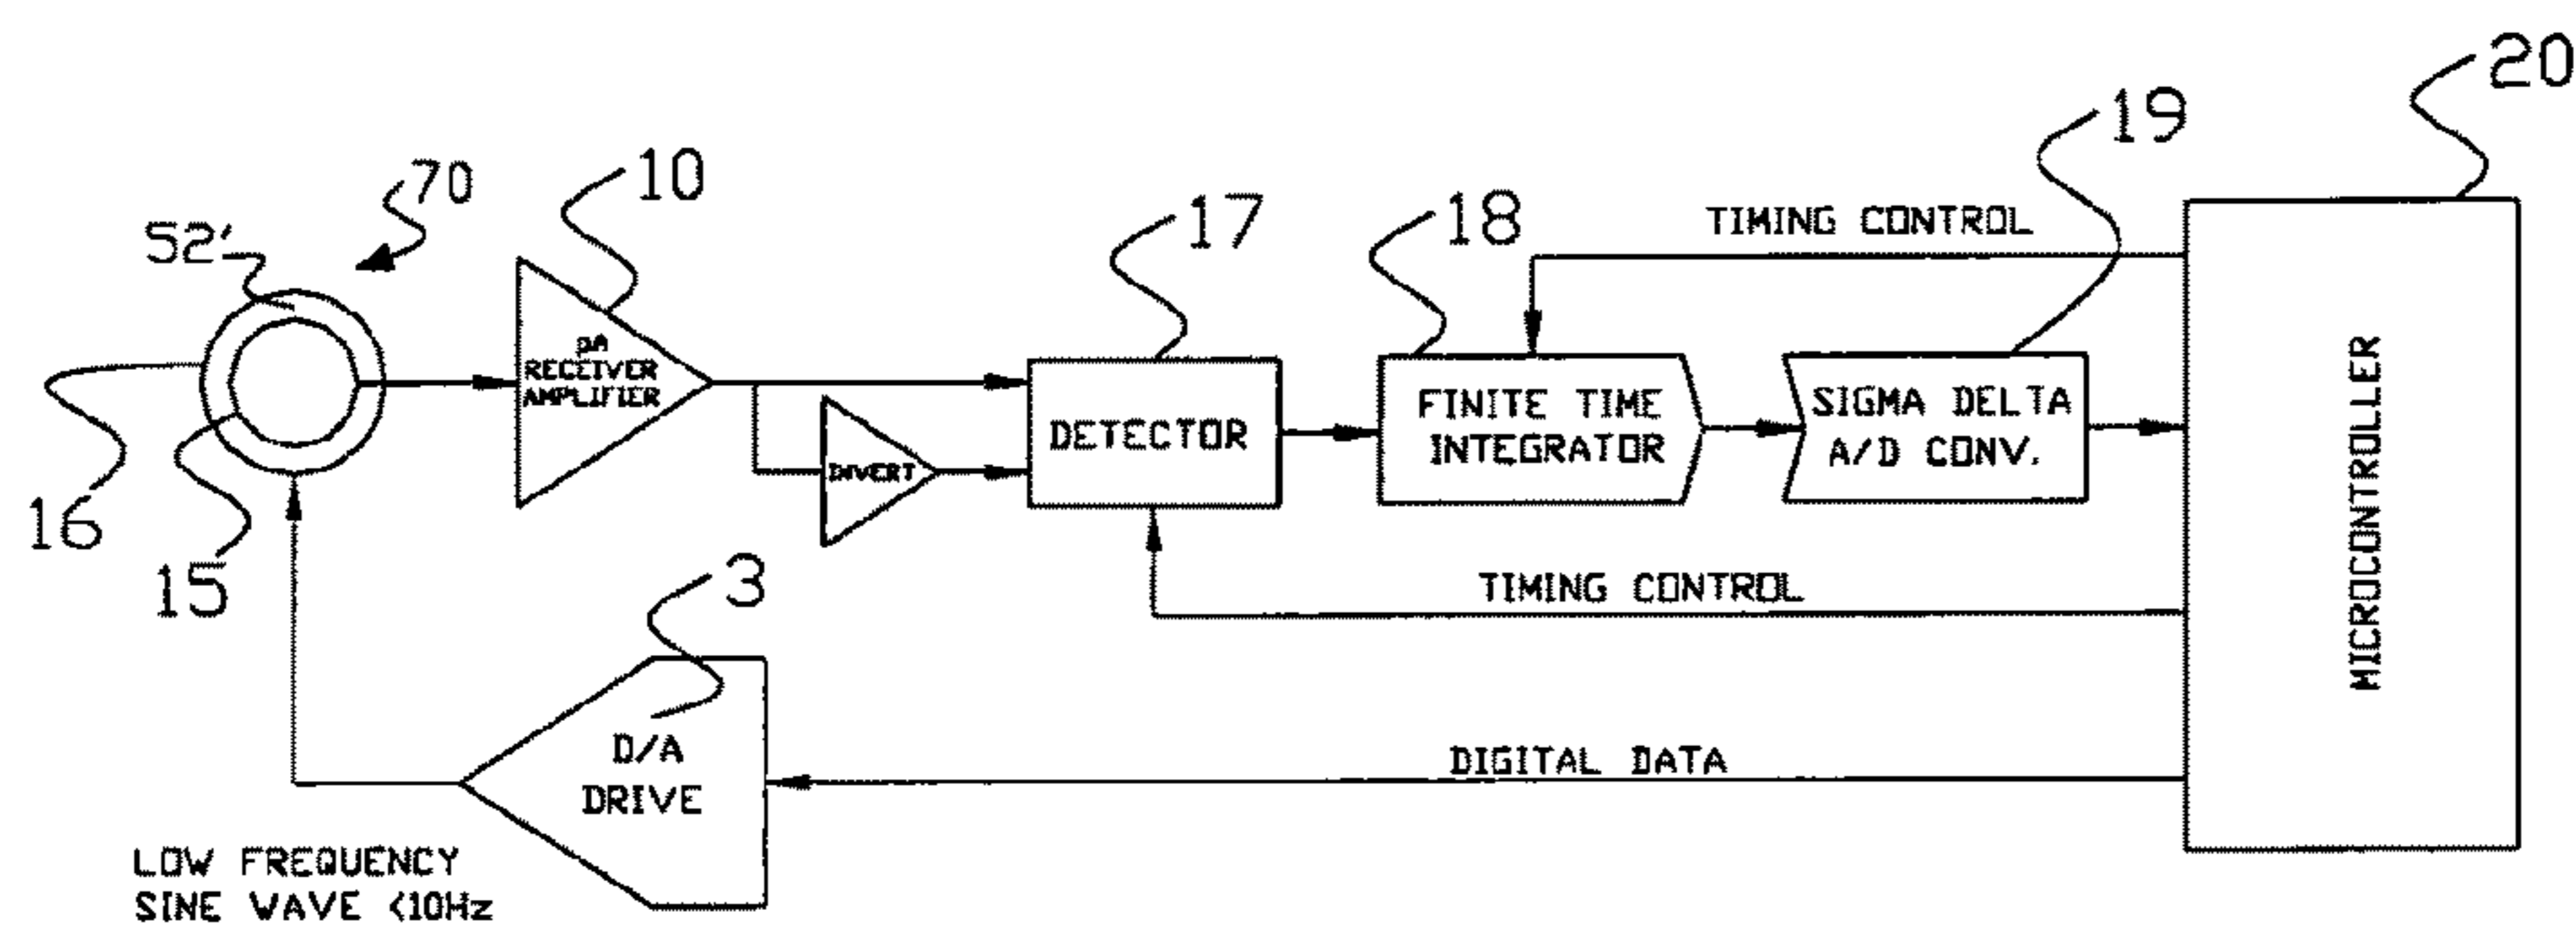 20
19
70
10
17
18
TIMING CONTROL
52'
pA
RECEIVER
AMPLIFIER
FINITE TIME
INTEGRATOR
SIGMA DELTA
A/D CONV.
DETECTOR
INVERT
MICROCONTROLLER
16
15
3
TIMING CONTROL
D/A
DRIVE
DIGITAL DATA
LOW FREQUENCY
SINE WAVE <10Hz